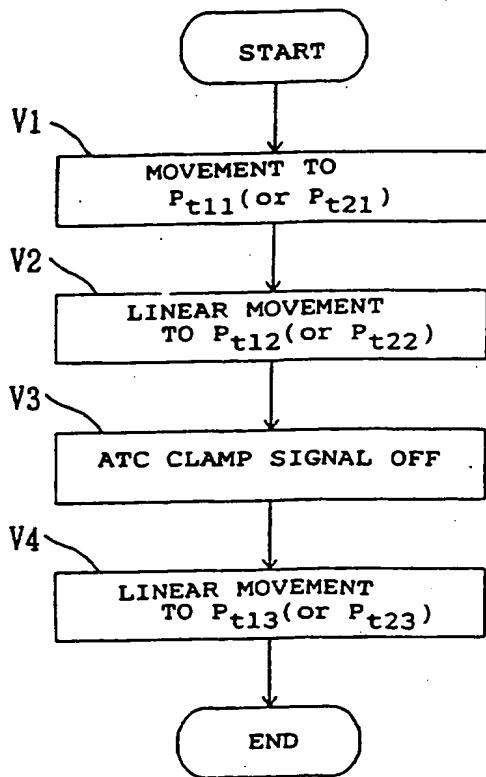 START
V1
MOVEMENT TO
Pt11(or Pt21)
V2
LINEAR MOVEMENT
TO Pt12(or Pt22)
V3
ATC CLAMP SIGNAL OFF
V4
LINEAR MOVEMENT
TO Pt13(or Pt23)
END